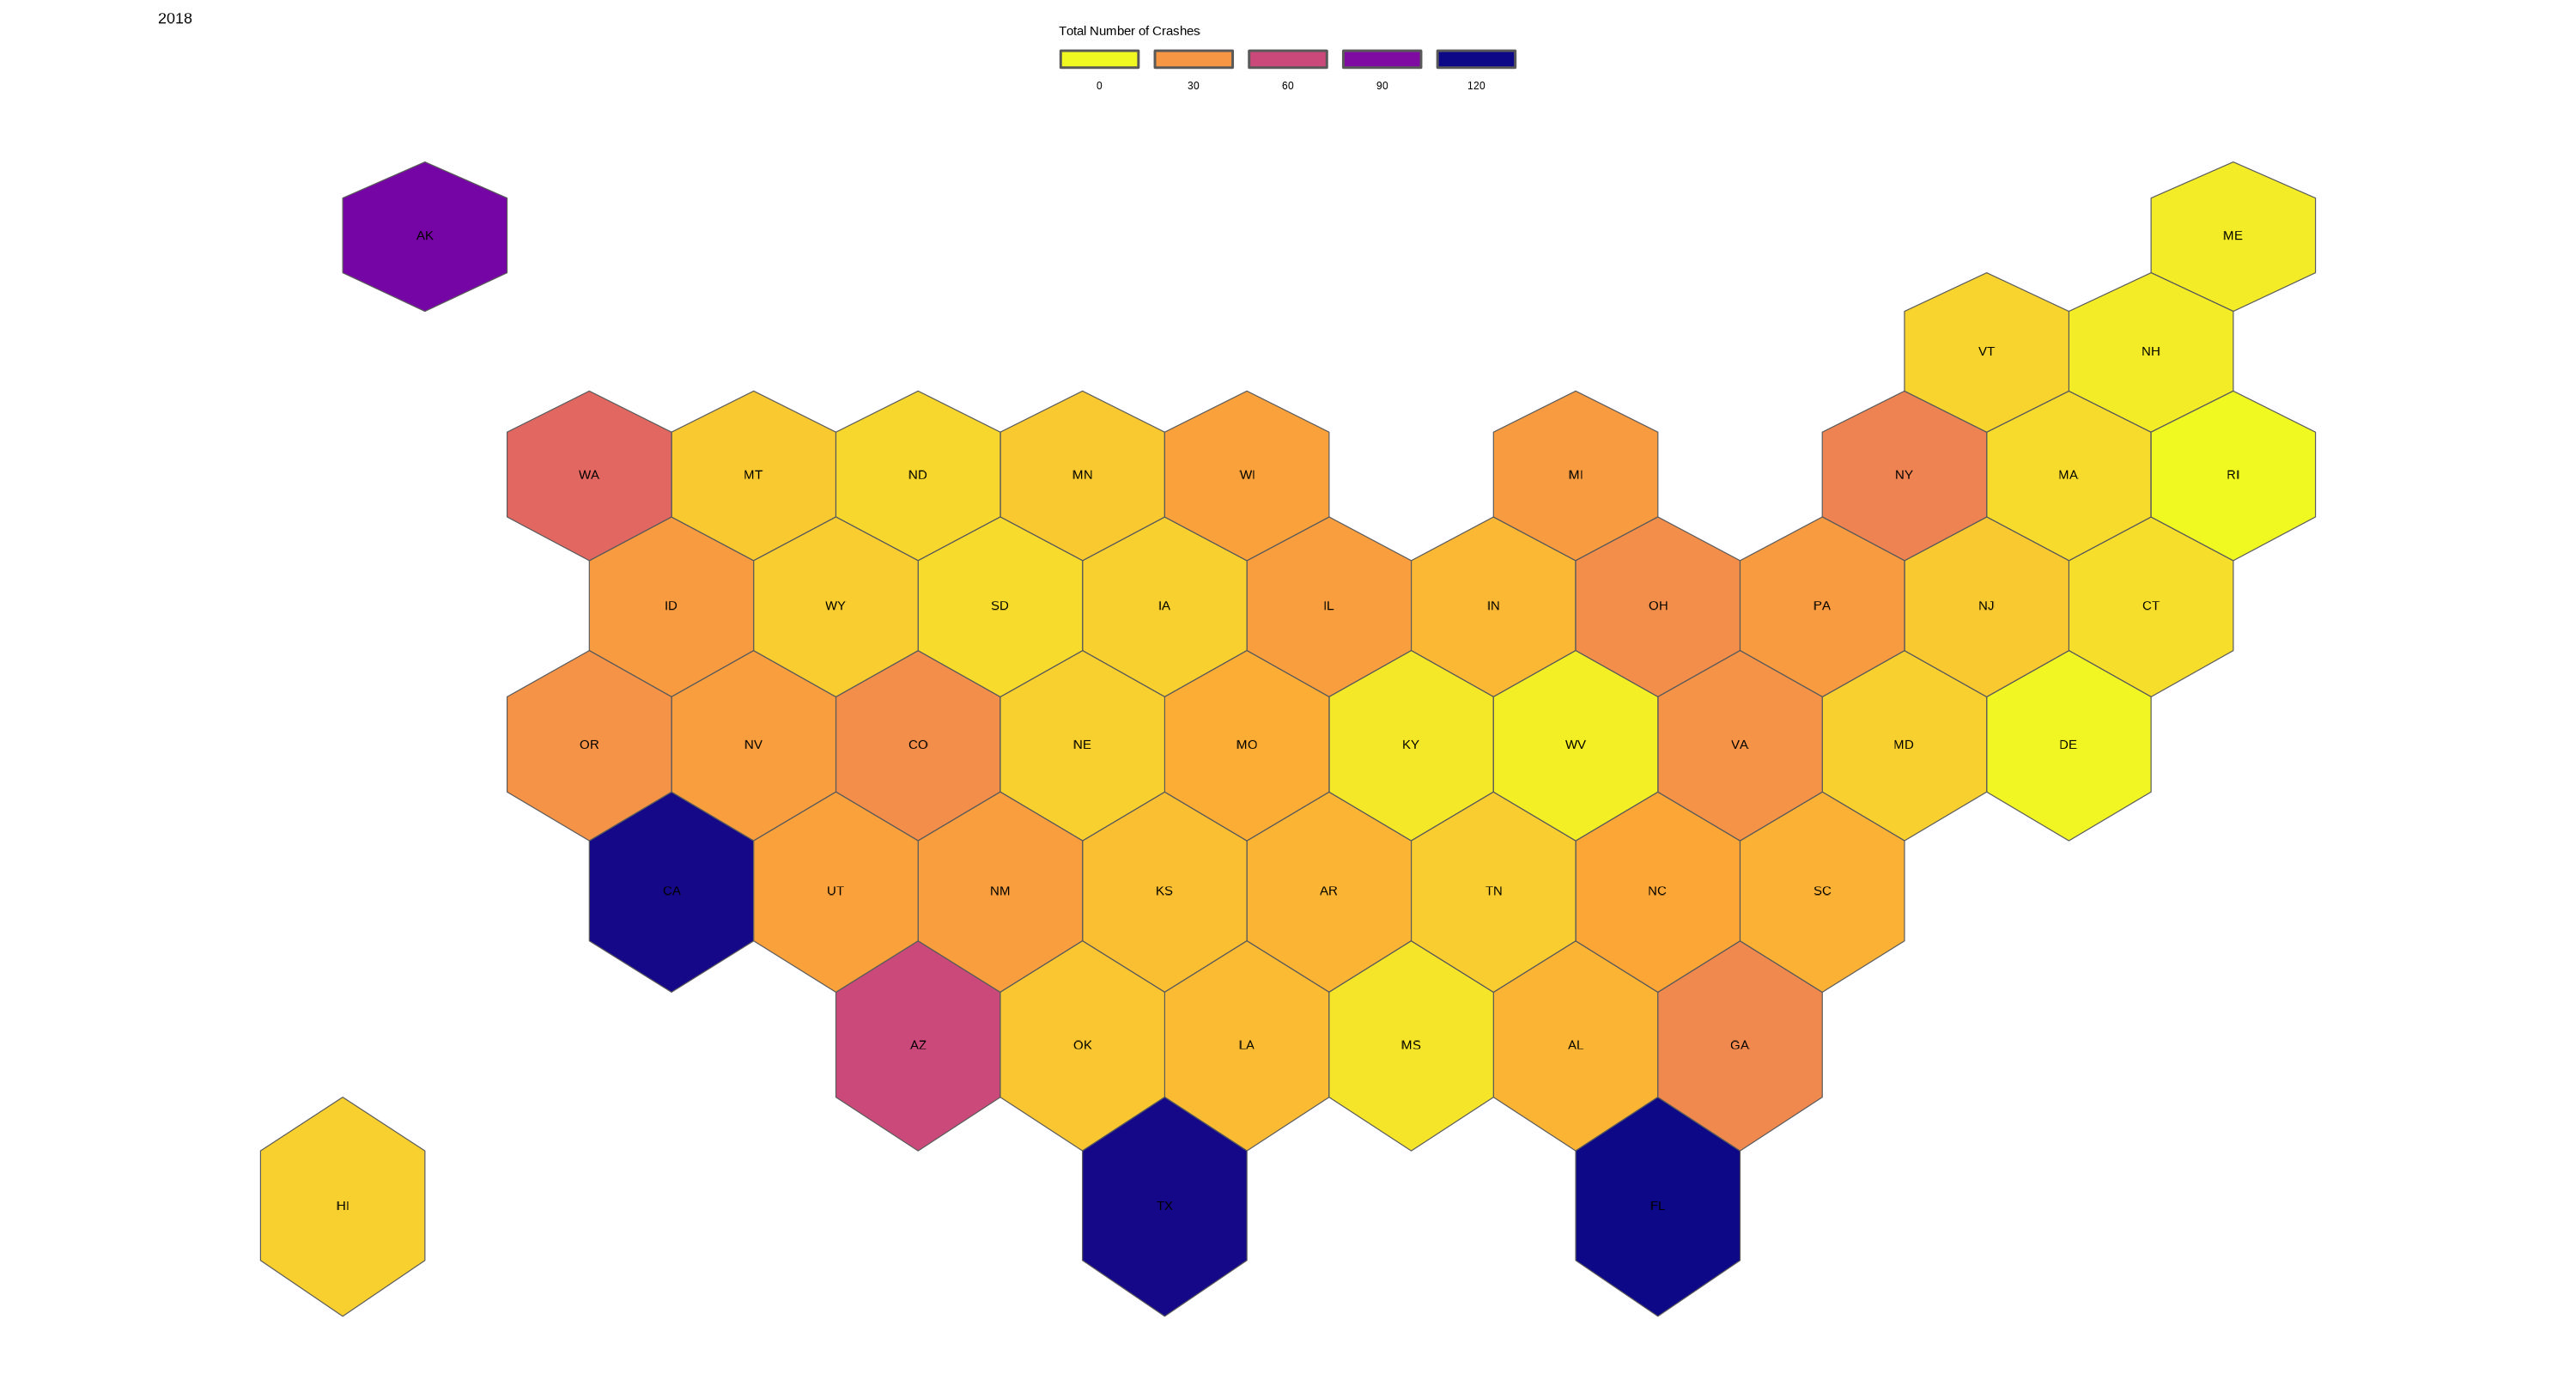 2018
Total Number of Crashes
0 30 60 90 120
AK ME
VT NH
WA MT ND MN WI MI NY MA RI
ID WY SD IA IL IN OH PA NJ CT
OR NV CO NE MO KY WV VA MD DE
CA UT NM KS AR TN NC SC
AZ OK LA MS AL GA
HI TX FL